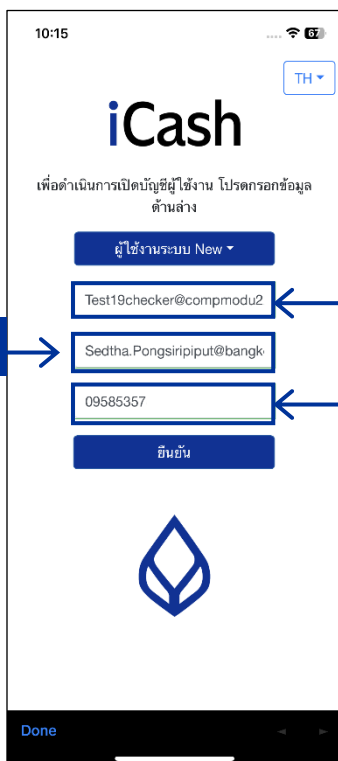 10:15
67
TH
iCash
เพื่อดำเนินการเปิดบัญชีผู้ใช้งาน โปรดกรอกข้อมูล
ด้านล่าง
ผู้ใช้งานระบบ New
Test19checker@compmodu2
Sedtha.Pongsiripiput@bangk
09585357
ยืนยัน
Done